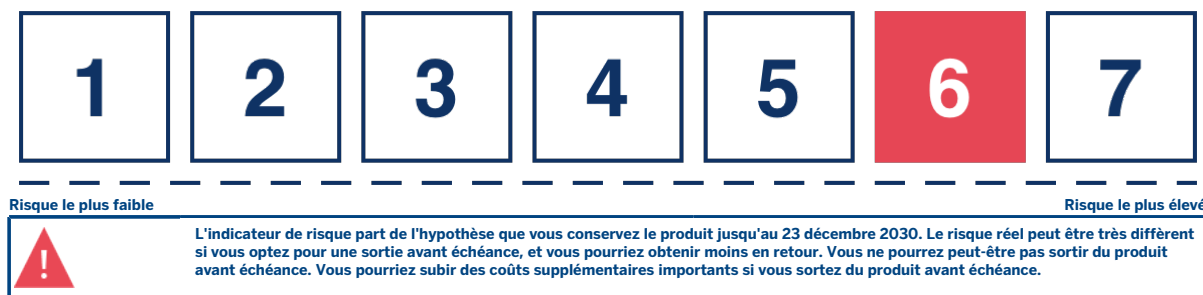 1 2 3 4 5 6 7
Risque le plus faible Risque le plus élevé
L'indicateur de risque part de l'hypothèse que vous conservez le produit jusqu'au 23 décembre 2030. Le risque réel peut être très différent
si vous optez pour une sortie avant échéance, et vous pourriez obtenir moins en retour. Vous ne pourrez peut-être pas sortir du produit
avant échéance. Vous pourriez subir des coûts supplémentaires importants si vous sortez du produit avant échéance.
!